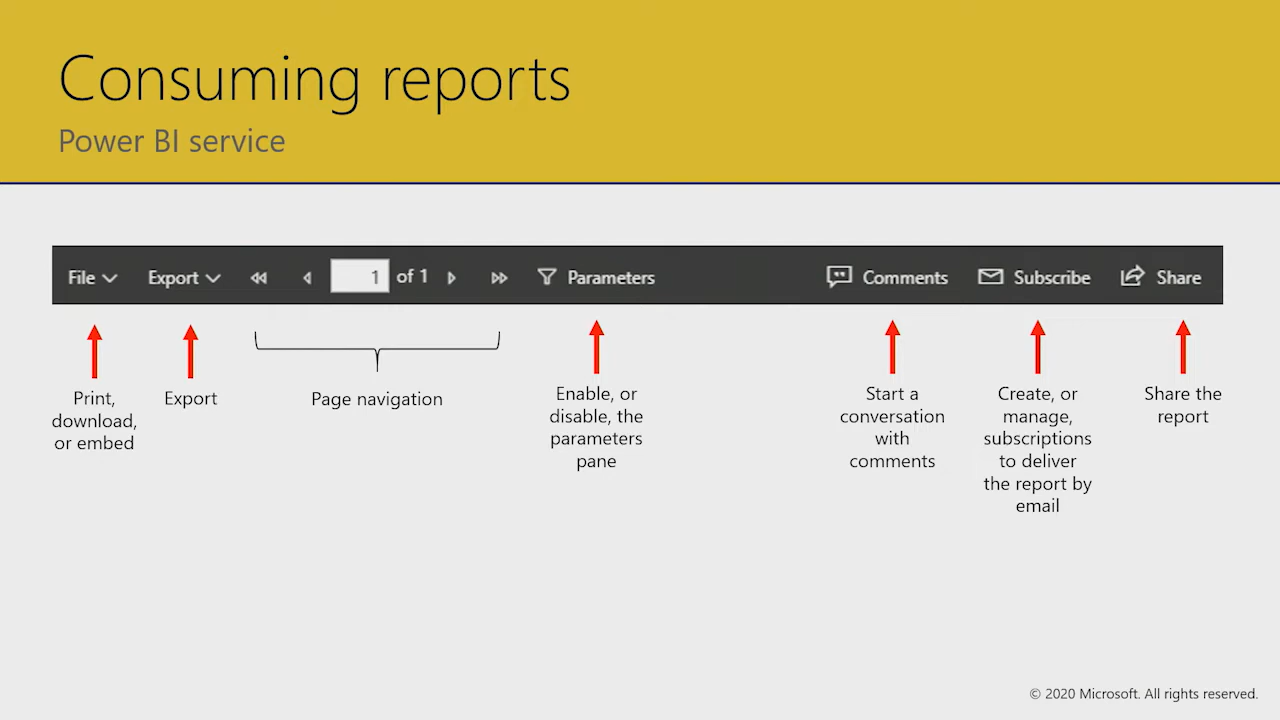 Consuming reports
Power BI service
File Export 1 of 1 Parameters Comments Subscribe Share
Print,
download,
or embed
Export
Page navigation
Enable, or
disable, the
parameters
pane
Start a
conversation
with
comments
Create, or
manage,
subscriptions
to deliver
the report by
email
Share the
report
© 2020 Microsoft. All rights reserved.